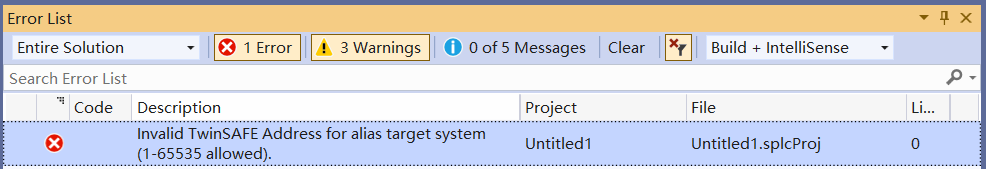 Error List
Entire Solution 1 Error 3 Warnings 0 of 5 Messages Clear Build + IntelliSense
Search Error List
Code Description Project File Li...
Invalid TwinSAFE Address for alias target system
(1-65535 allowed). Untitled1 Untitled1.splcProj 0